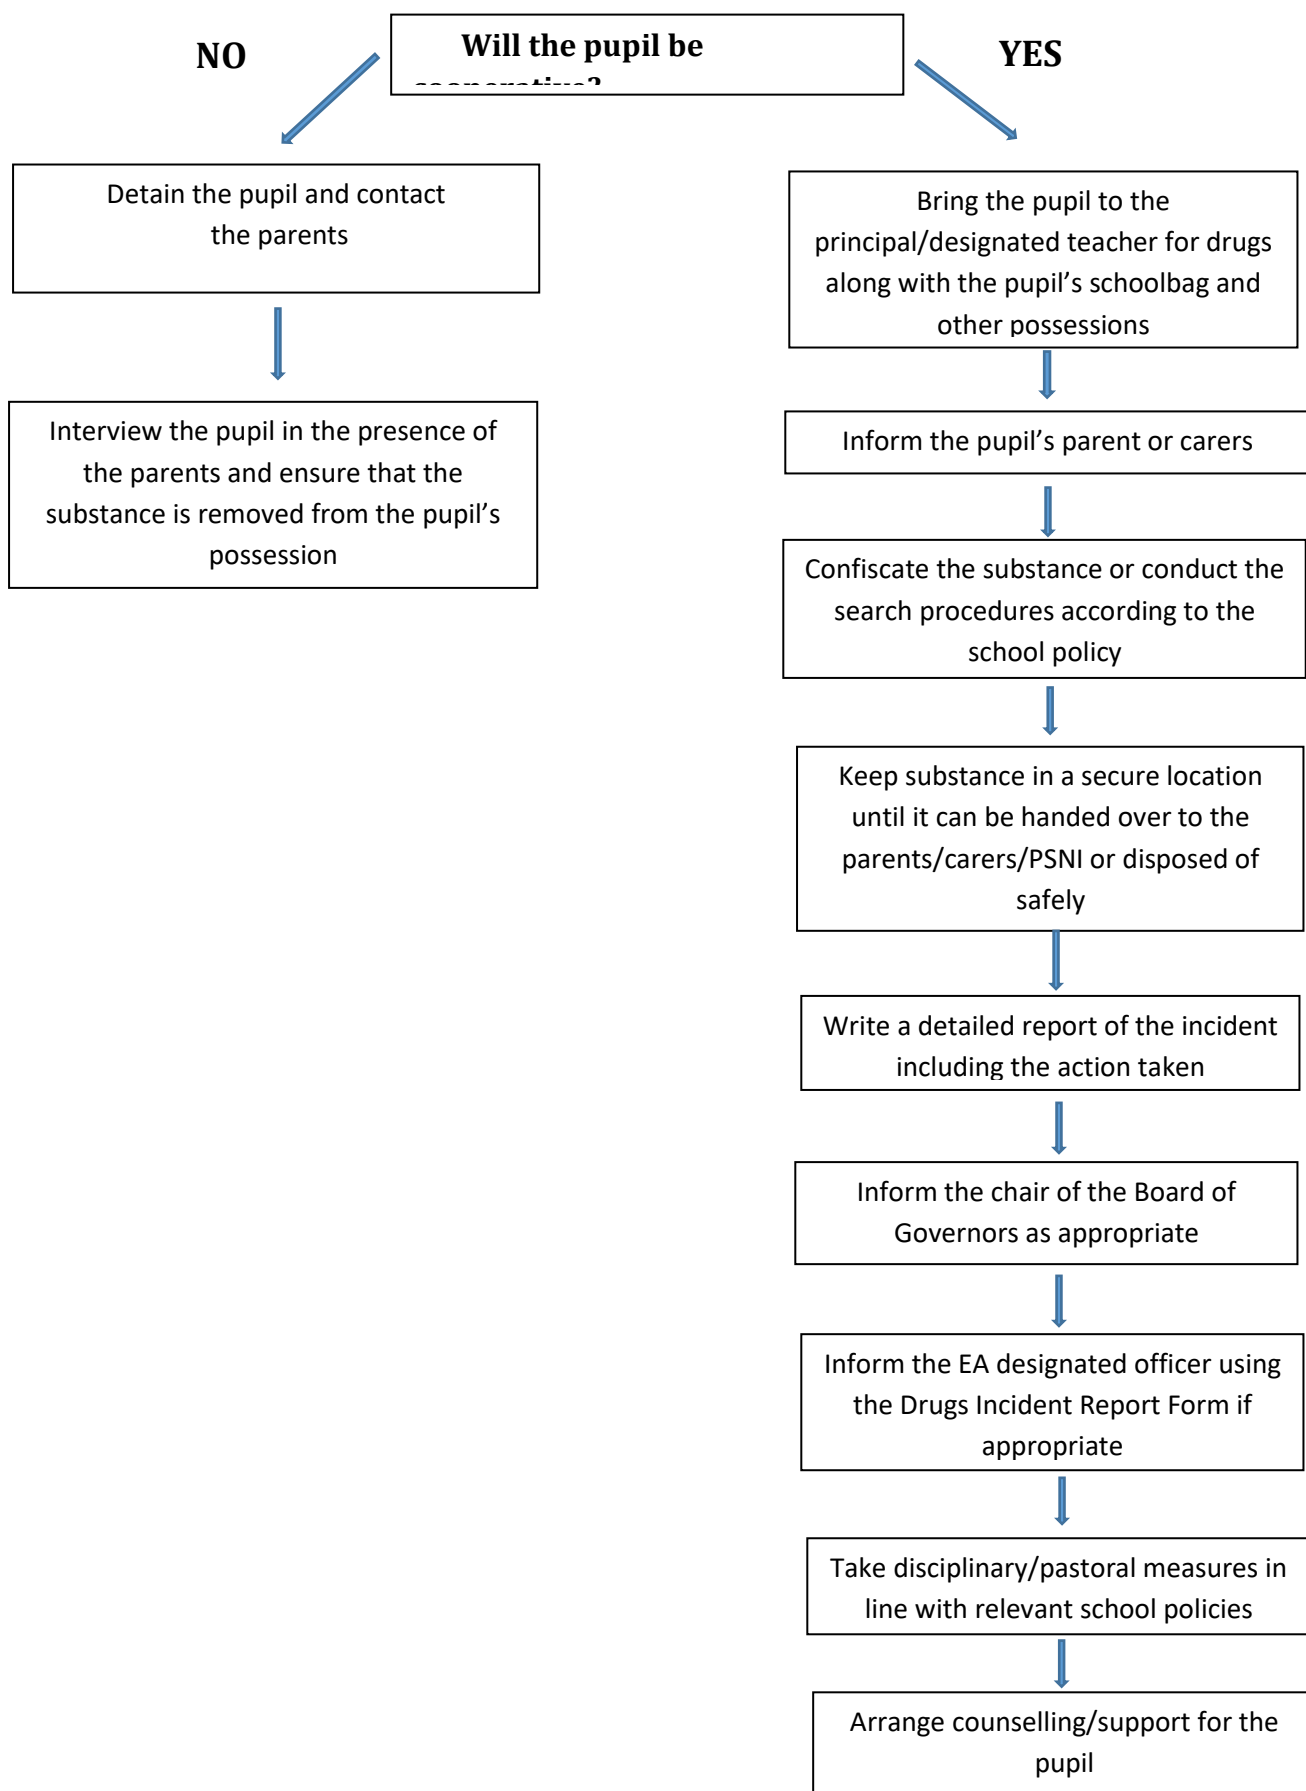 NO
Will the pupil be
YES
Detain the pupil and contact
the parents
Interview the pupil in the presence of
the parents and ensure that the
substance is removed from the pupil’s
possession
Bring the pupil to the
principal/designated teacher for drugs
along with the pupil’s schoolbag and
other possessions
Inform the pupil’s parent or carers
Confiscate the substance or conduct the
search procedures according to the
school policy
Keep substance in a secure location
until it can be handed over to the
parents/carers/PSNI or disposed of
safely
Write a detailed report of the incident
including the action taken
Inform the chair of the Board of
Governors as appropriate
Inform the EA designated officer using
the Drugs Incident Report Form if
appropriate
Take disciplinary/pastoral measures in
line with relevant school policies
Arrange counselling/support for the
pupil